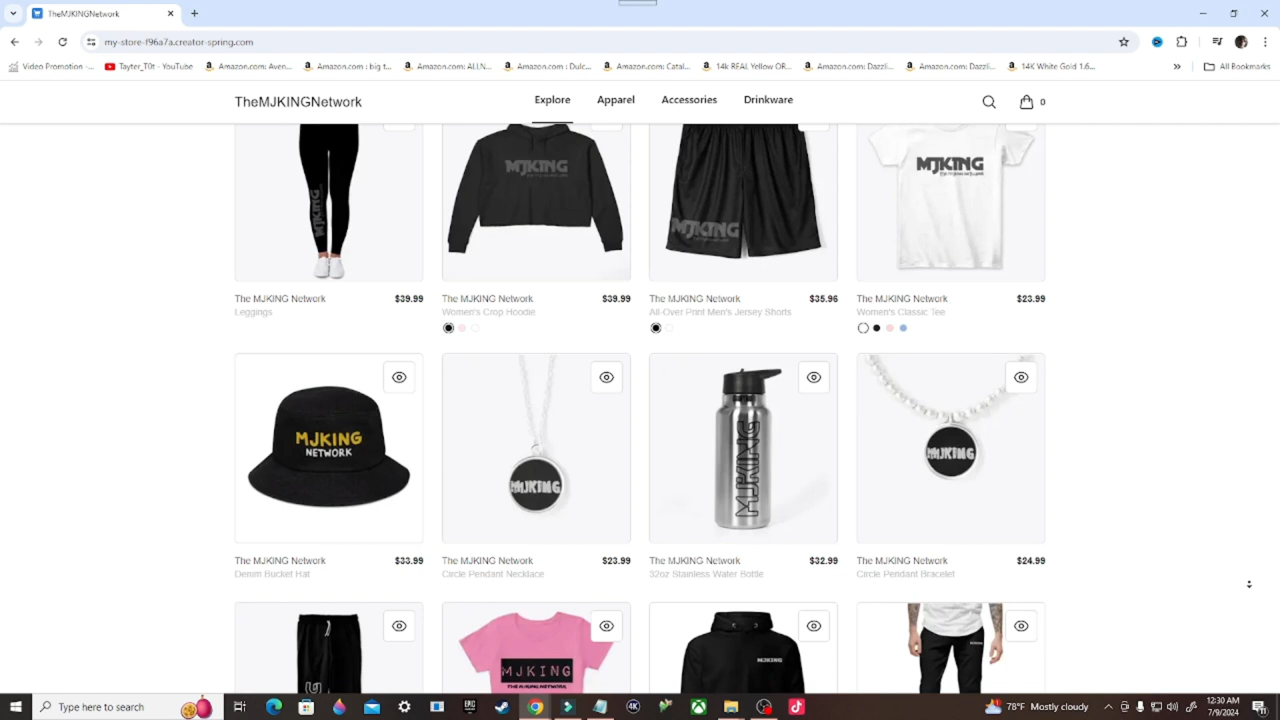 TheMJKINGNetwork
my-store-f96a7a.creator-spring.com
Video Promotion -...
Tayter_T0t - YouTube
Amazon.com: Aven...
Amazon.com : big t...
Amazon.com: ALLN...
Amazon.com : Dulc...
Amazon.com: Catal...
14k REAL Yellow OR...
Amazon.com: Dazzli...
Amazon.com: Dazzli...
14K White Gold 1.6...
All Bookmarks
TheMJKINGNetwork
Explore
Apparel
Accessories
Drinkware
0
MJKING
MJKING
MJKING
MJKING
The MJKING Network $39.99
Leggings
The MJKING Network $39.99
Women's Crop Hoodie
The MJKING Network $35.96
All-Over Print Men's Jersey Shorts
The MJKING Network $23.99
Women's Classic Tee
MJKING
NETWORK
MJKING
MJKING
MJKING
The MJKING Network $33.99
Denim Bucket Hat
The MJKING Network $23.99
Circle Pendant Necklace
The MJKING Network $32.99
32oz Stainless Water Bottle
The MJKING Network $24.99
Circle Pendant Bracelet
MJKING
THE MJKING NETWORK
MJKING
Type here to search
EPIC
4K
78°F Mostly cloudy
12:30 AM
7/9/2024